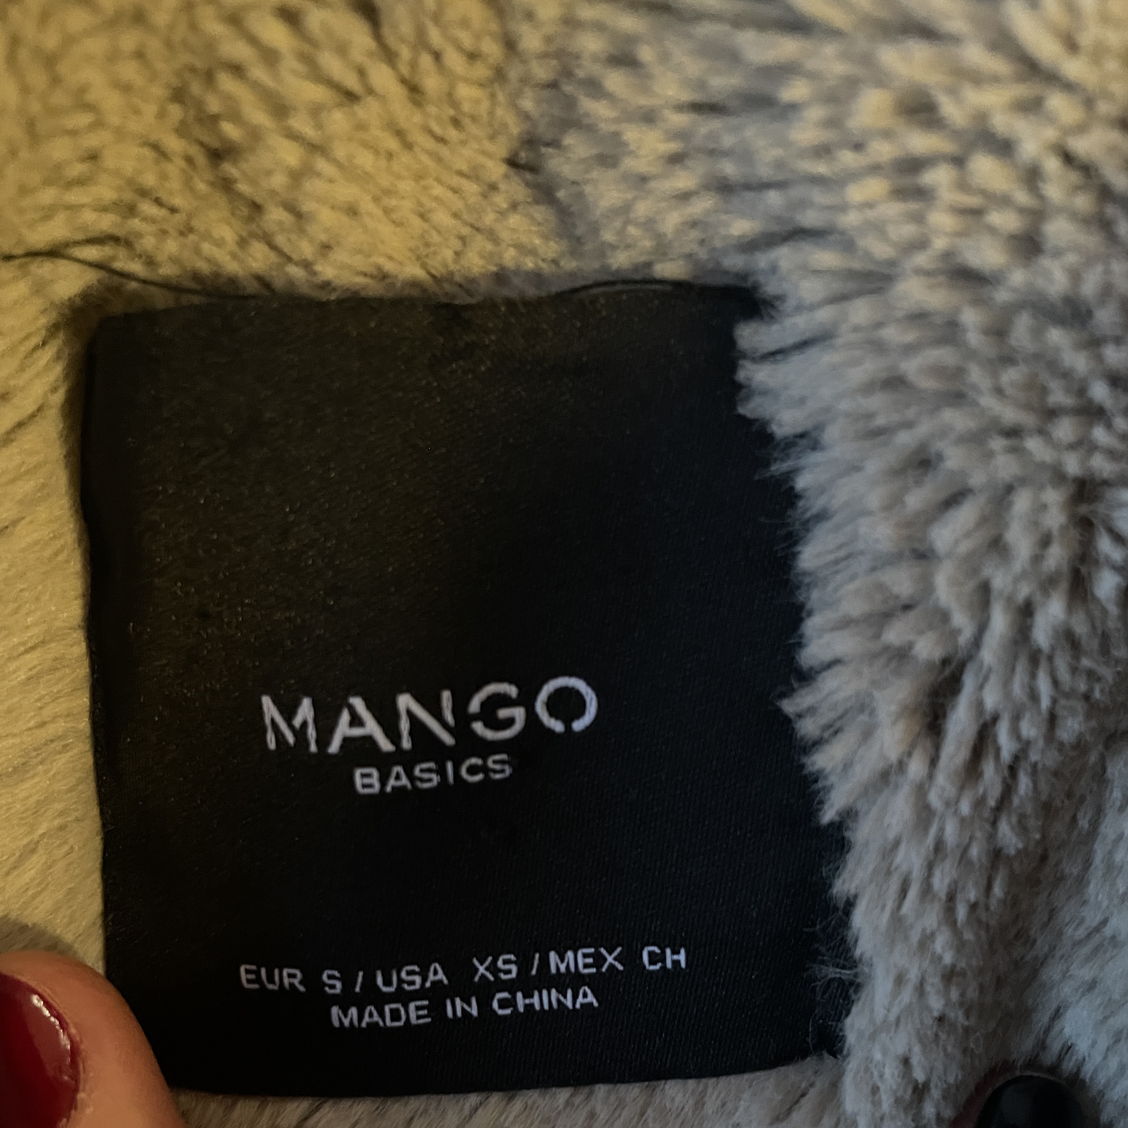 MANGO
BASICS
EUR S / USA XS / MEX CH
MADE IN CHINA